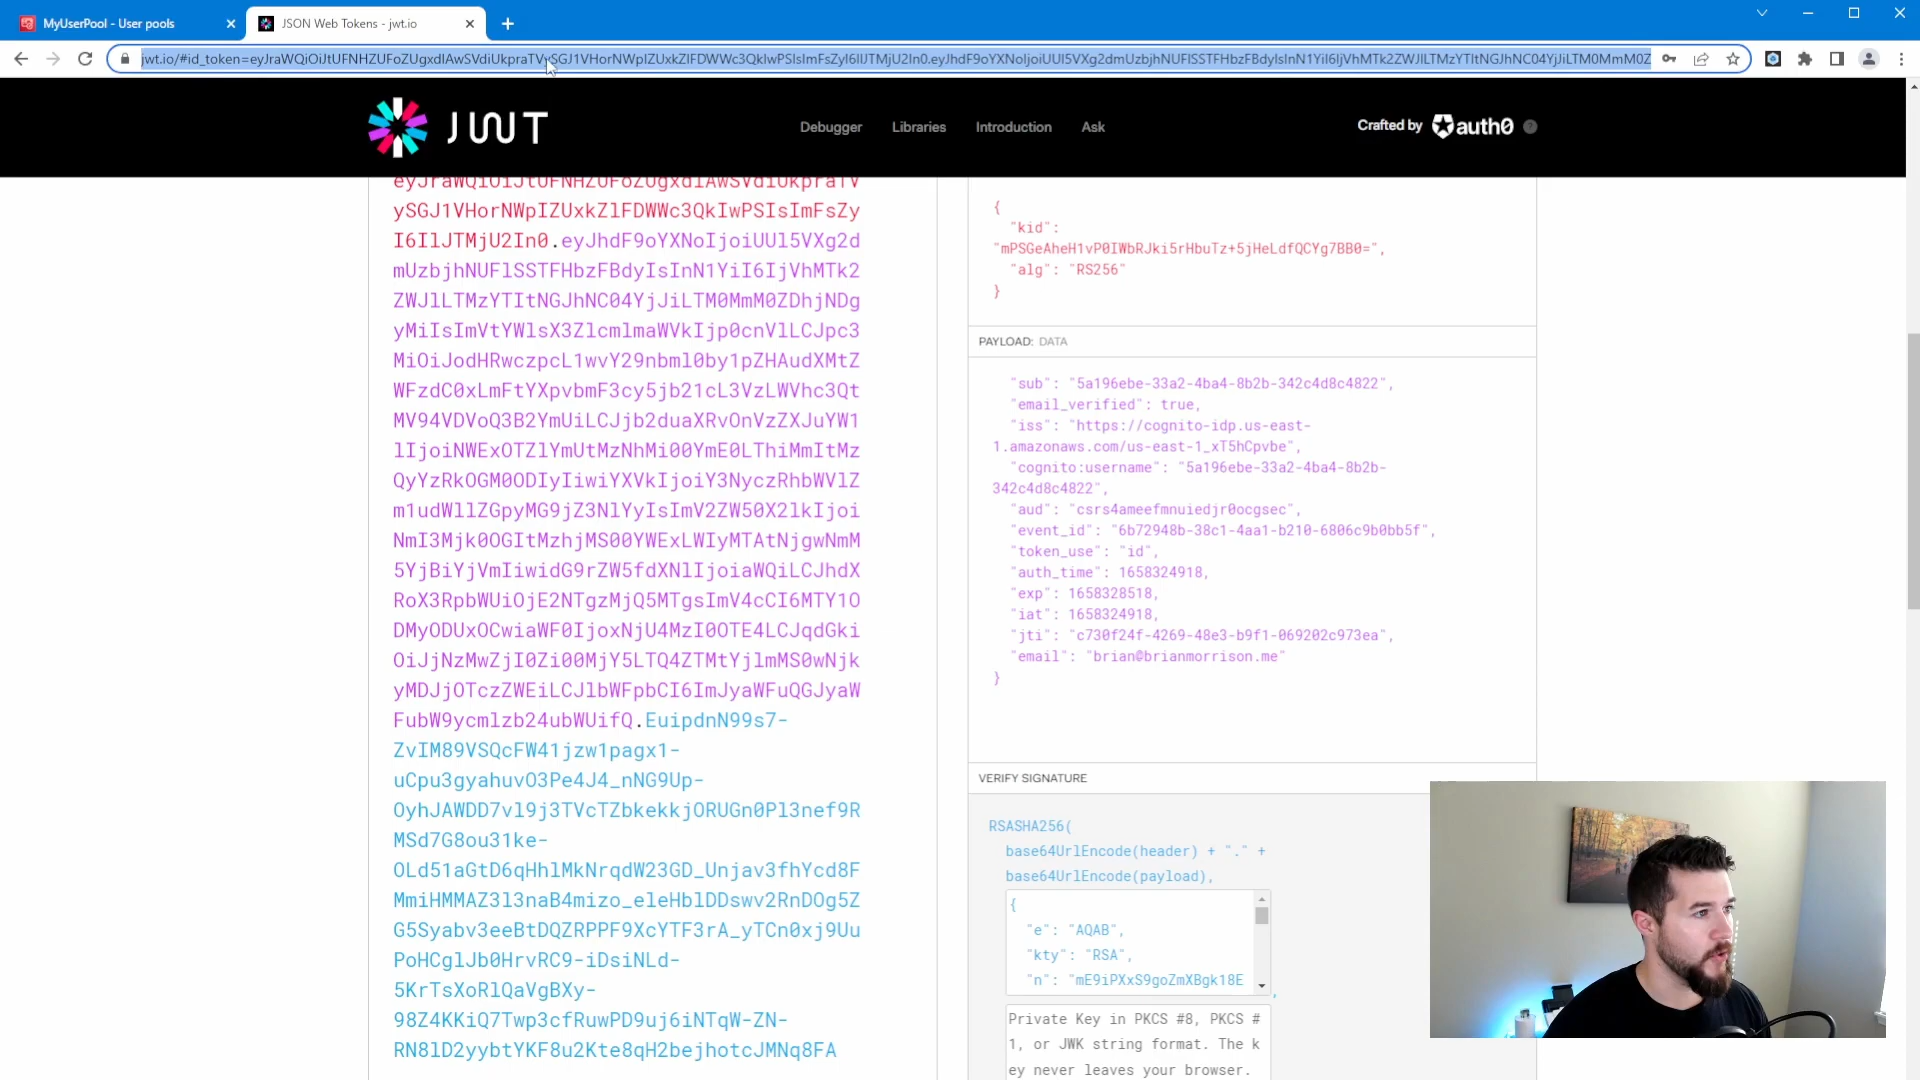 MyUserPool - User pools
JSON Web Tokens - jwt.io
jwt.io/#id_token=eyJraWQiOiJtUFNHZUFoZUgxdlAwSVdiUkpraTVySGJ1VHorNWpIZUxkZlFDWWc3QkIwPSIsImFsZyI6IlJTMjU2In0.eyJhdF9oYXNoIjoiUUl5VXg2dmUzbjhNUFlSSTFHbzFBdyIsInN1YiI6IjVhMTk2ZWJlLTMzYTItNGJhNC04YjJiLTM0MmM0Z
JWT
Debugger
Libraries
Introduction
Ask
Crafted by
auth0
eyJraWQiOiJtUFNHZUFoZUgxdlAwSVdiUkpraTV
ySGJ1VHorNWpIZUxkZlFDWWc3QkIwPSIsImFsZy
I6IlJTMjU2In0.eyJhdF9oYXNoIjoiUUl5VXg2d
mUzbjhNUFlSSTFHbzFBdyIsInN1YiI6IjVhMTk2
ZWJlLTMzYTItNGJhNC04YjJiLTM0MmM0ZDhjNDg
yMiIsImVtYWlsX3ZlcmlmaWVkIjp0cnVlLCJpc3
MiOiJodHRwczpcL1wvY29nbml0by1pZHAudXMtZ
WFzdC0xLmFtYXpvbmF3cy5jb21cL3VzLWVhc3Qt
MV94VDVoQ3B2YmUiLCJjb2duaXRvOnVzZXJuYW1
lIjoiNWExOTZlYmUtMzNhMi00YmE0LThiMmItMz
QyYzRkOGM0ODIyIiwiYXVkIjoiY3NyczRhbWVlZ
m1udWllZGpyMG9jZ3NlYyIsImV2ZW50X2lkIjoi
NmI3Mjk0OGItMzhjMS00YWExLWIyMTAtNjgwNmM
5YjBiYjVmIiwidG9rZW5fdXNlIjoiaWQiLCJhdX
RoX3RpbWUiOjE2NTgzMjQ5MTgsImV4cCI6MTY1O
DMyODUxOCwiaWF0IjoxNjU4MzI0OTE4LCJqdGki
OiJjNzMwZjI0Zi00MjY5LTQ4ZTMtYjlmMS0wNjk
yMDJjOTczZWEiLCJlbWFpbCI6ImJyaWFuQGJyaW
FubW9ycmlzb24ubWUifQ.EuipdnN99s7-
ZvIM89VSQcFW41jzw1pagx1-
uCpu3gyahuvO3Pe4J4_nNG9Up-
OyhJAWDD7vl9j3TVcTZbkekkjORUGn0Pl3nef9R
MSd7G8ou31ke-
OLd51aGtD6qHhlMkNrqdW23GD_Unjav3fhYcd8F
MmiHMMAZ3l3naB4mizo_eleHblDDswv2RnDOg5Z
G5Syabv3eeBtDQZRPPF9XcYTF3rA_yTCn0xj9Uu
PoHCglJb0HrvRC9-iDsiNLd-
5KrTsXoRlQaVgBXy-
98Z4KKiQ7Twp3cfRuwPD9uj6iNTqW-ZN-
RN8lD2yybtYKF8u2Kte8qH2bejhotcJMNq8FA
{
"kid":
"mPSGeAheH1vP0IWbRJki5rHbuTz+5jHeLdfQCYg7BB0=",
"alg": "RS256"
}
PAYLOAD: DATA
"sub": "5a196ebe-33a2-4ba4-8b2b-342c4d8c4822",
"email_verified": true,
"iss": "https://cognito-idp.us-east-
1.amazonaws.com/us-east-1_xT5hCpvbe",
"cognito:username": "5a196ebe-33a2-4ba4-8b2b-
342c4d8c4822",
"aud": "csrs4ameefmnuiedjr0ocgsec",
"event_id": "6b72948b-38c1-4aa1-b210-6806c9b0bb5f",
"token_use": "id",
"auth_time": 1658324918,
"exp": 1658328518,
"iat": 1658324918,
"jti": "c730f24f-4269-48e3-b9f1-069202c973ea",
"email": "brian@brianmorrison.me"
}
VERIFY SIGNATURE
RSASHA256(
base64UrlEncode(header) + "." +
base64UrlEncode(payload),
{
"e": "AQAB",
"kty": "RSA",
"n": "mE9iPXxS9goZmXBgk18E
,
Private Key in PKCS #8, PKCS #
1, or JWK string format. The k
ey never leaves your browser.